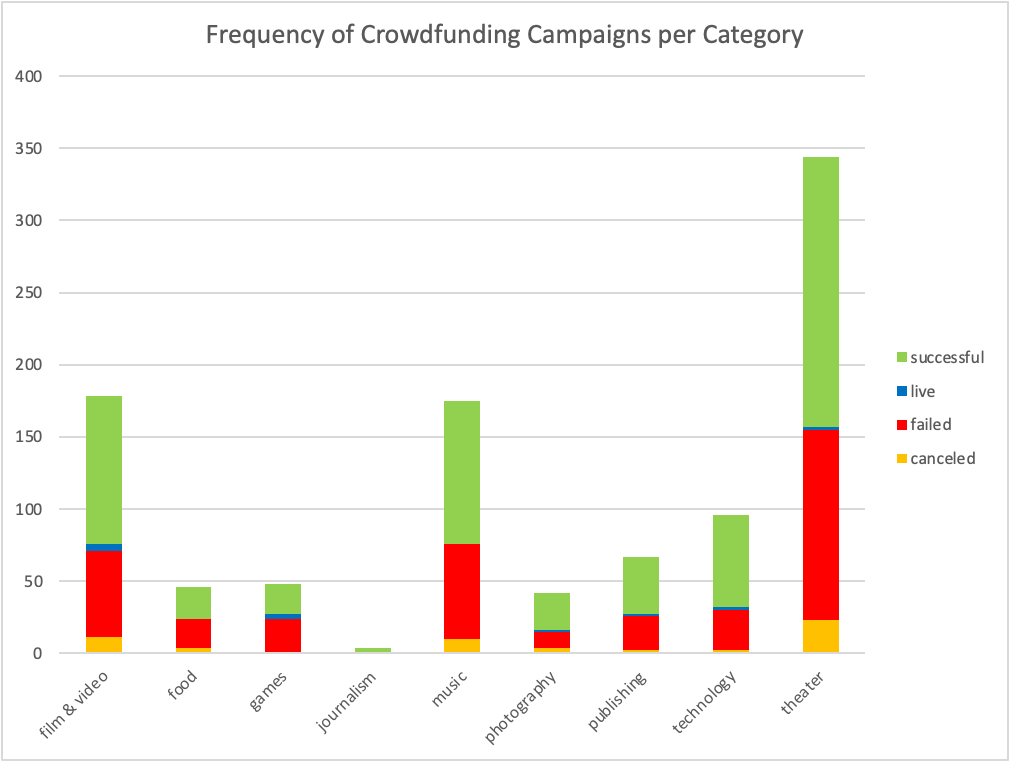 Frequency of Crowdfunding Campaigns per Category
400
350
300
250
200
150
100
50
0
film & video
food
games
journalism
music
photography
publishing
technology
theater
successful
live
failed
canceled